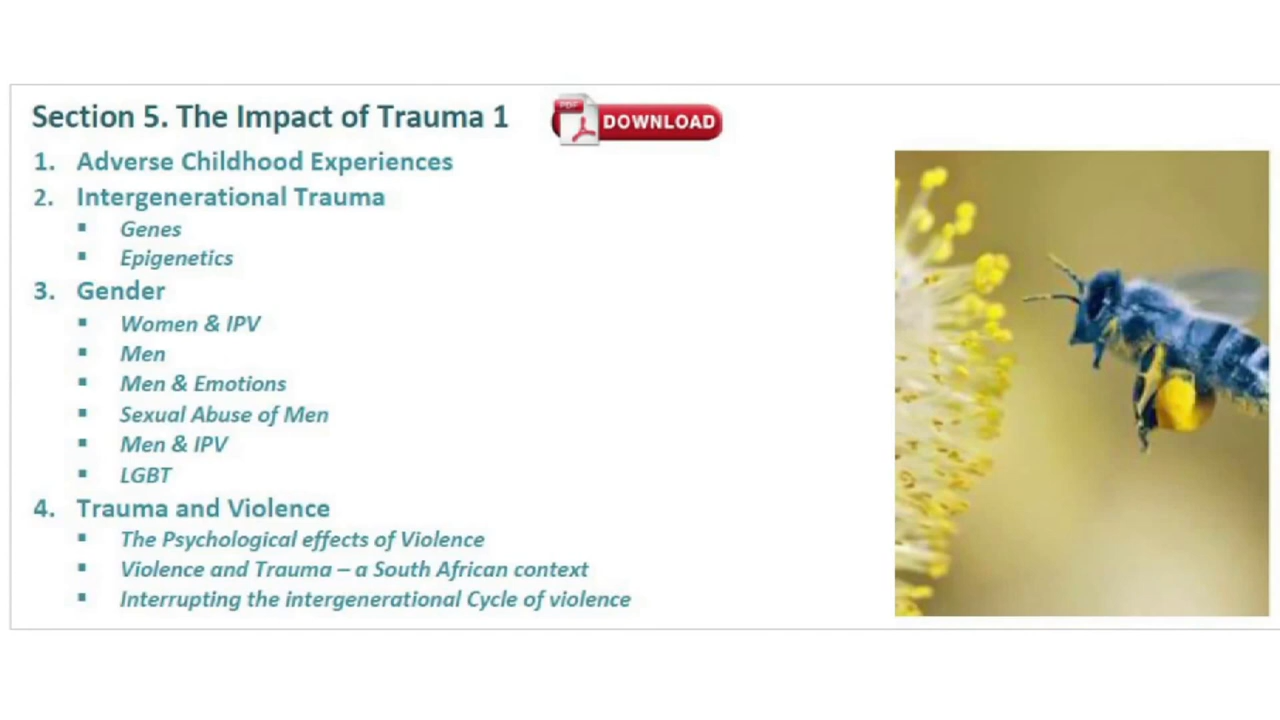 Section 5. The Impact of Trauma 1
PDF
DOWNLOAD
1. Adverse Childhood Experiences
2. Intergenerational Trauma
▪ Genes
▪ Epigenetics
3. Gender
▪ Women & IPV
▪ Men
▪ Men & Emotions
▪ Sexual Abuse of Men
▪ Men & IPV
▪ LGBT
4. Trauma and Violence
▪ The Psychological effects of Violence
▪ Violence and Trauma – a South African context
▪ Interrupting the intergenerational Cycle of violence